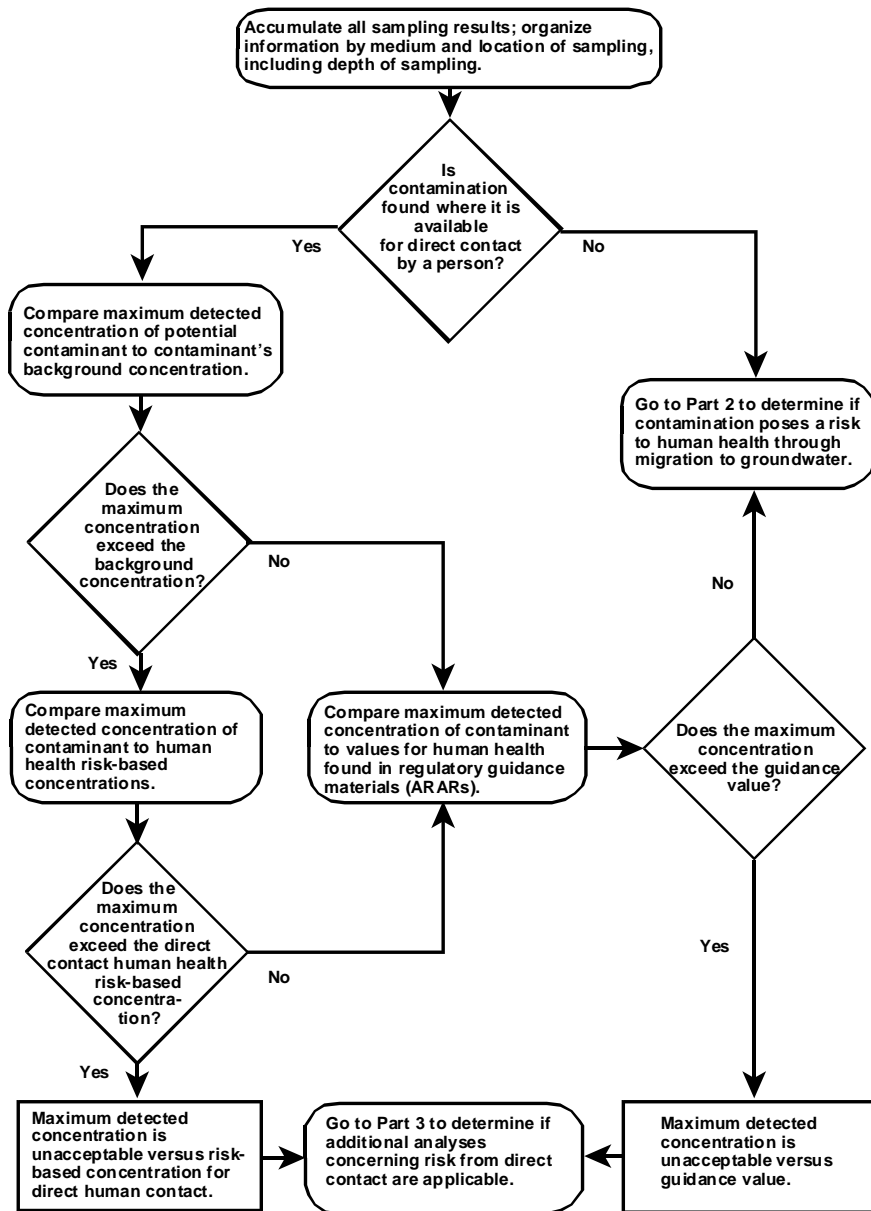 Accumulate all sampling results; organize
information by medium and location of sampling,
including depth of sampling.
Is
contamination
found where it is
available
for direct contact
by a person?
Yes
No
Compare maximum detected
concentration of potential
contaminant to contaminant's
background concentration.
Go to Part 2 to determine if
contamination poses a risk
to human health through
migration to groundwater.
Does the
maximum
concentration
exceed the
background
concentration?
No
Yes
No
Compare maximum
detected concentration of
contaminant to human
health risk-based
concentrations.
Compare maximum detected
concentration of contaminant
to values for human health
found in regulatory guidance
materials (ARARs).
Does the maximum
concentration
exceed the guidance
value?
Does the
maximum
concentration
exceed the direct
contact human health
risk-based
concentra-
tion?
No
Yes
Yes
Maximum detected
concentration is
unacceptable versus risk-
based concentration for
direct human contact.
Go to Part 3 to determine if
additional analyses
concerning risk from direct
contact are applicable.
Maximum detected
concentration is
unacceptable versus
guidance value.